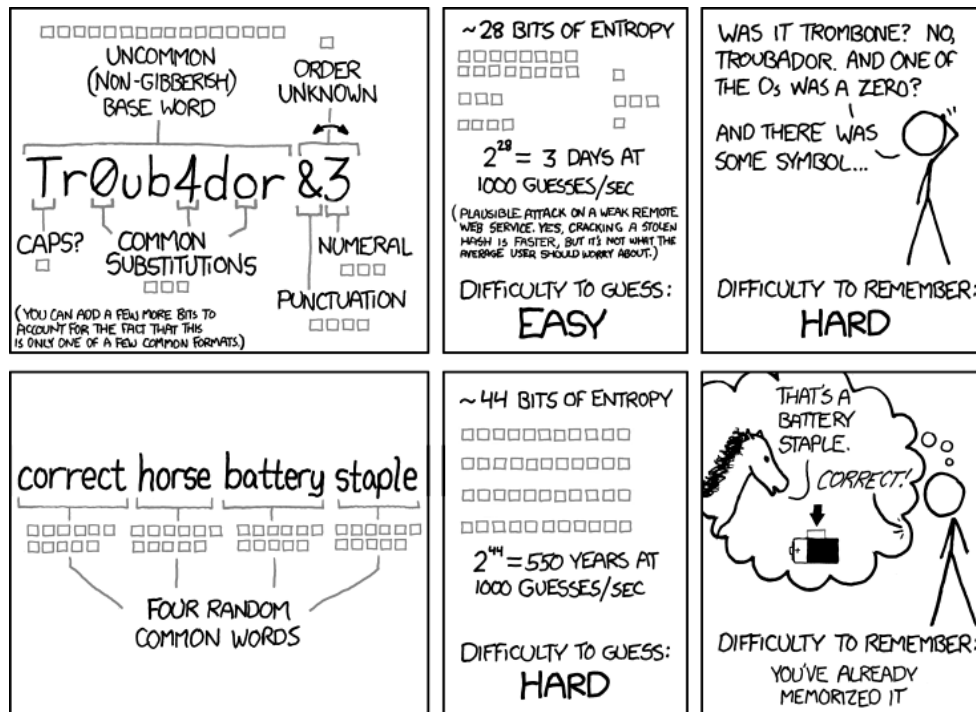 UNCOMMON
(NON-GIBBERISH)
BASE WORD
ORDER
UNKNOWN
Tr0ub4dor &3
CAPS?
COMMON
SUBSTITUTIONS
NUMERAL
PUNCTUATION
(YOU CAN ADD A FEW MORE BITS TO
ACCOUNT FOR THE FACT THAT THIS
IS ONLY ONE OF A FEW COMMON FORMATS.)
~28 BITS OF ENTROPY
2^28 = 3 DAYS AT
1000 GUESSES/SEC
(PLAUSIBLE ATTACK ON A WEAK REMOTE
WEB SERVICE. YES, CRACKING A STOLEN
HASH IS FASTER, BUT IT'S NOT WHAT THE
AVERAGE USER SHOULD WORRY ABOUT.)
DIFFICULTY TO GUESS:
EASY
WAS IT TROMBONE? NO,
TROUBADOR. AND ONE OF
THE Os WAS A ZERO?
AND THERE WAS
SOME SYMBOL...
DIFFICULTY TO REMEMBER:
HARD
correct horse battery staple
FOUR RANDOM
COMMON WORDS
~44 BITS OF ENTROPY
2^44 = 550 YEARS AT
1000 GUESSES/SEC
DIFFICULTY TO GUESS:
HARD
THAT'S A
BATTERY
STAPLE.
CORRECT!
DIFFICULTY TO REMEMBER:
YOU'VE ALREADY
MEMORIZED IT